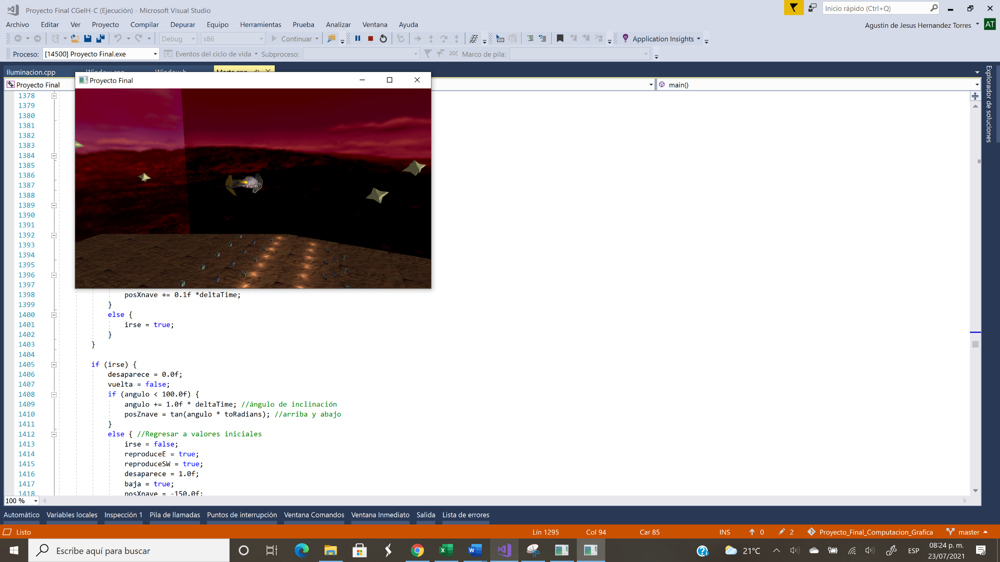 Proyecto Final CGeIH-C (Ejecución) - Microsoft Visual Studio
Inicio rápido (Ctrl+Q)
Archivo Editar Ver Proyecto Compilar Depurar Equipo Herramientas Prueba Analizar Ventana Ayuda
Agustin de Jesus Hernandez Torres AT
Debug x86 Continuar Application Insights
Proceso: [14500] Proyecto Final.exe Eventos del ciclo de vida Subproceso: Marco de pila:
Iluminacion.cpp Window.cpp Window.h Marte.cpp
Proyecto Final
main()
Explorador de soluciones
Proyecto Final
1378
1379
1380
1381
1382
1383
1384
1385
1386
1387
1388
1389
1390
1391
1392
1393
1394
1395
1396
1397
1398 posXnave += 0.1f *deltaTime;
1399 }
1400 else {
1401 irse = true;
1402 }
1403 }
1404
1405 if (irse) {
1406 desaparece = 0.0f;
1407 vuelta = false;
1408 if (angulo < 100.0f) {
1409 angulo += 1.0f * deltaTime; //ángulo de inclinación
1410 posZnave = tan(angulo * toRadians); //arriba y abajo
1411 }
1412 else { //Regresar a valores iniciales
1413 irse = false;
1414 reproduceE = true;
1415 reproduceSW = true;
1416 desaparece = 1.0f;
1417 baja = true;
1418 posXnave = -150.0f;
100 %
Automático Variables locales Inspección 1 Pila de llamadas Puntos de interrupción Ventana Comandos Ventana Inmediato Salida Lista de errores
Listo Lín 1295 Col 94 Car 85 INS 0 2 Proyecto_Final_Computacion_Grafica master
Escribe aquí para buscar
21°C ESP
08:24 p. m.
23/07/2021